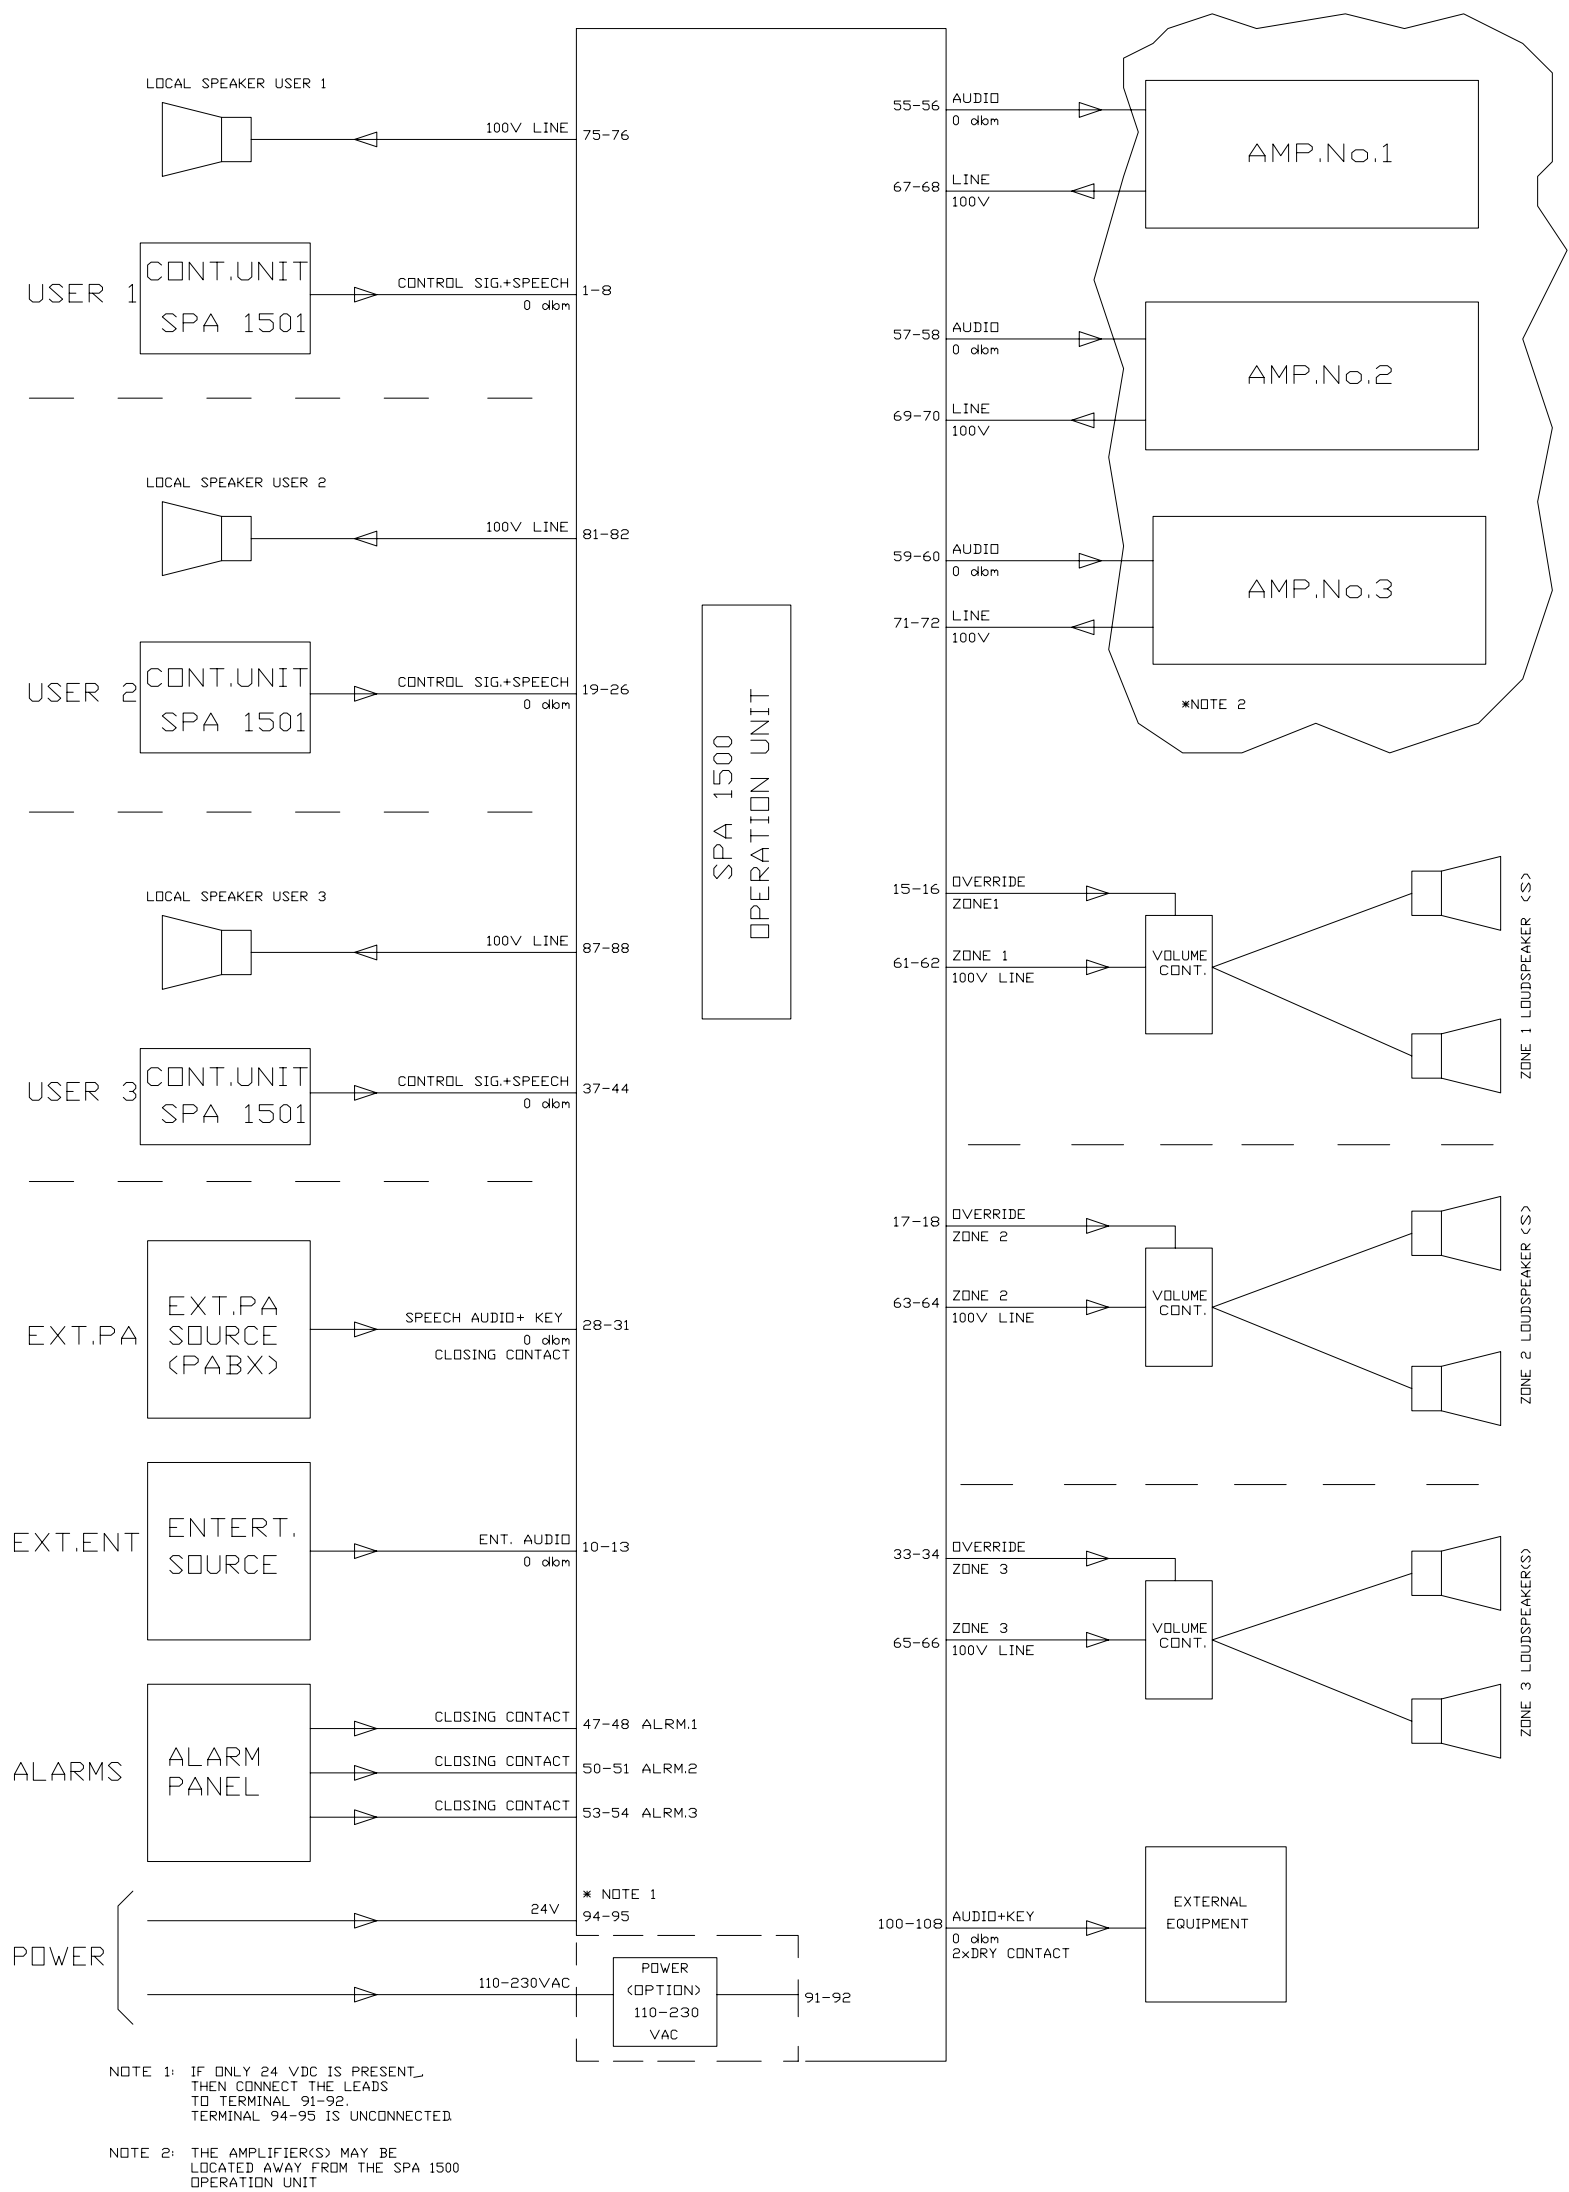 LOCAL SPEAKER USER 1
100V LINE
75-76
USER 1
CONT.UNIT
SPA 1501
CONTROL SIG.+SPEECH
0 dbm
1-8
LOCAL SPEAKER USER 2
100V LINE
81-82
USER 2
CONT.UNIT
SPA 1501
CONTROL SIG.+SPEECH
0 dbm
19-26
LOCAL SPEAKER USER 3
100V LINE
87-88
USER 3
CONT.UNIT
SPA 1501
CONTROL SIG.+SPEECH
0 dbm
37-44
EXT.PA
EXT.PA
SOURCE
(PABX)
SPEECH AUDIO+ KEY
0 dbm
CLOSING CONTACT
28-31
EXT.ENT
ENTERT.
SOURCE
ENT. AUDIO
0 dbm
10-13
ALARMS
ALARM
PANEL
CLOSING CONTACT
47-48 ALRM.1
CLOSING CONTACT
50-51 ALRM.2
CLOSING CONTACT
53-54 ALRM.3
POWER
24V
* NOTE 1
94-95
110-230VAC
POWER
(OPTION)
110-230
VAC
91-92
SPA 1500
OPERATION UNIT
55-56
AUDIO
0 dbm
67-68
LINE
100V
AMP.No.1
57-58
AUDIO
0 dbm
69-70
LINE
100V
AMP.No.2
59-60
AUDIO
0 dbm
71-72
LINE
100V
AMP.No.3
*NOTE 2
15-16
OVERRIDE
ZONE1
61-62
ZONE 1
100V LINE
VOLUME
CONT.
ZONE 1 LOUDSPEAKER (S)
17-18
OVERRIDE
ZONE 2
63-64
ZONE 2
100V LINE
VOLUME
CONT.
ZONE 2 LOUDSPEAKER (S)
33-34
OVERRIDE
ZONE 3
65-66
ZONE 3
100V LINE
VOLUME
CONT.
ZONE 3 LOUDSPEAKER(S)
100-108
AUDIO+KEY
0 dbm
2xDRY CONTACT
EXTERNAL
EQUIPMENT
NOTE 1: IF ONLY 24 VDC IS PRESENT,
THEN CONNECT THE LEADS
TO TERMINAL 91-92.
TERMINAL 94-95 IS UNCONNECTED.
NOTE 2: THE AMPLIFIER(S) MAY BE
LOCATED AWAY FROM THE SPA 1500
OPERATION UNIT